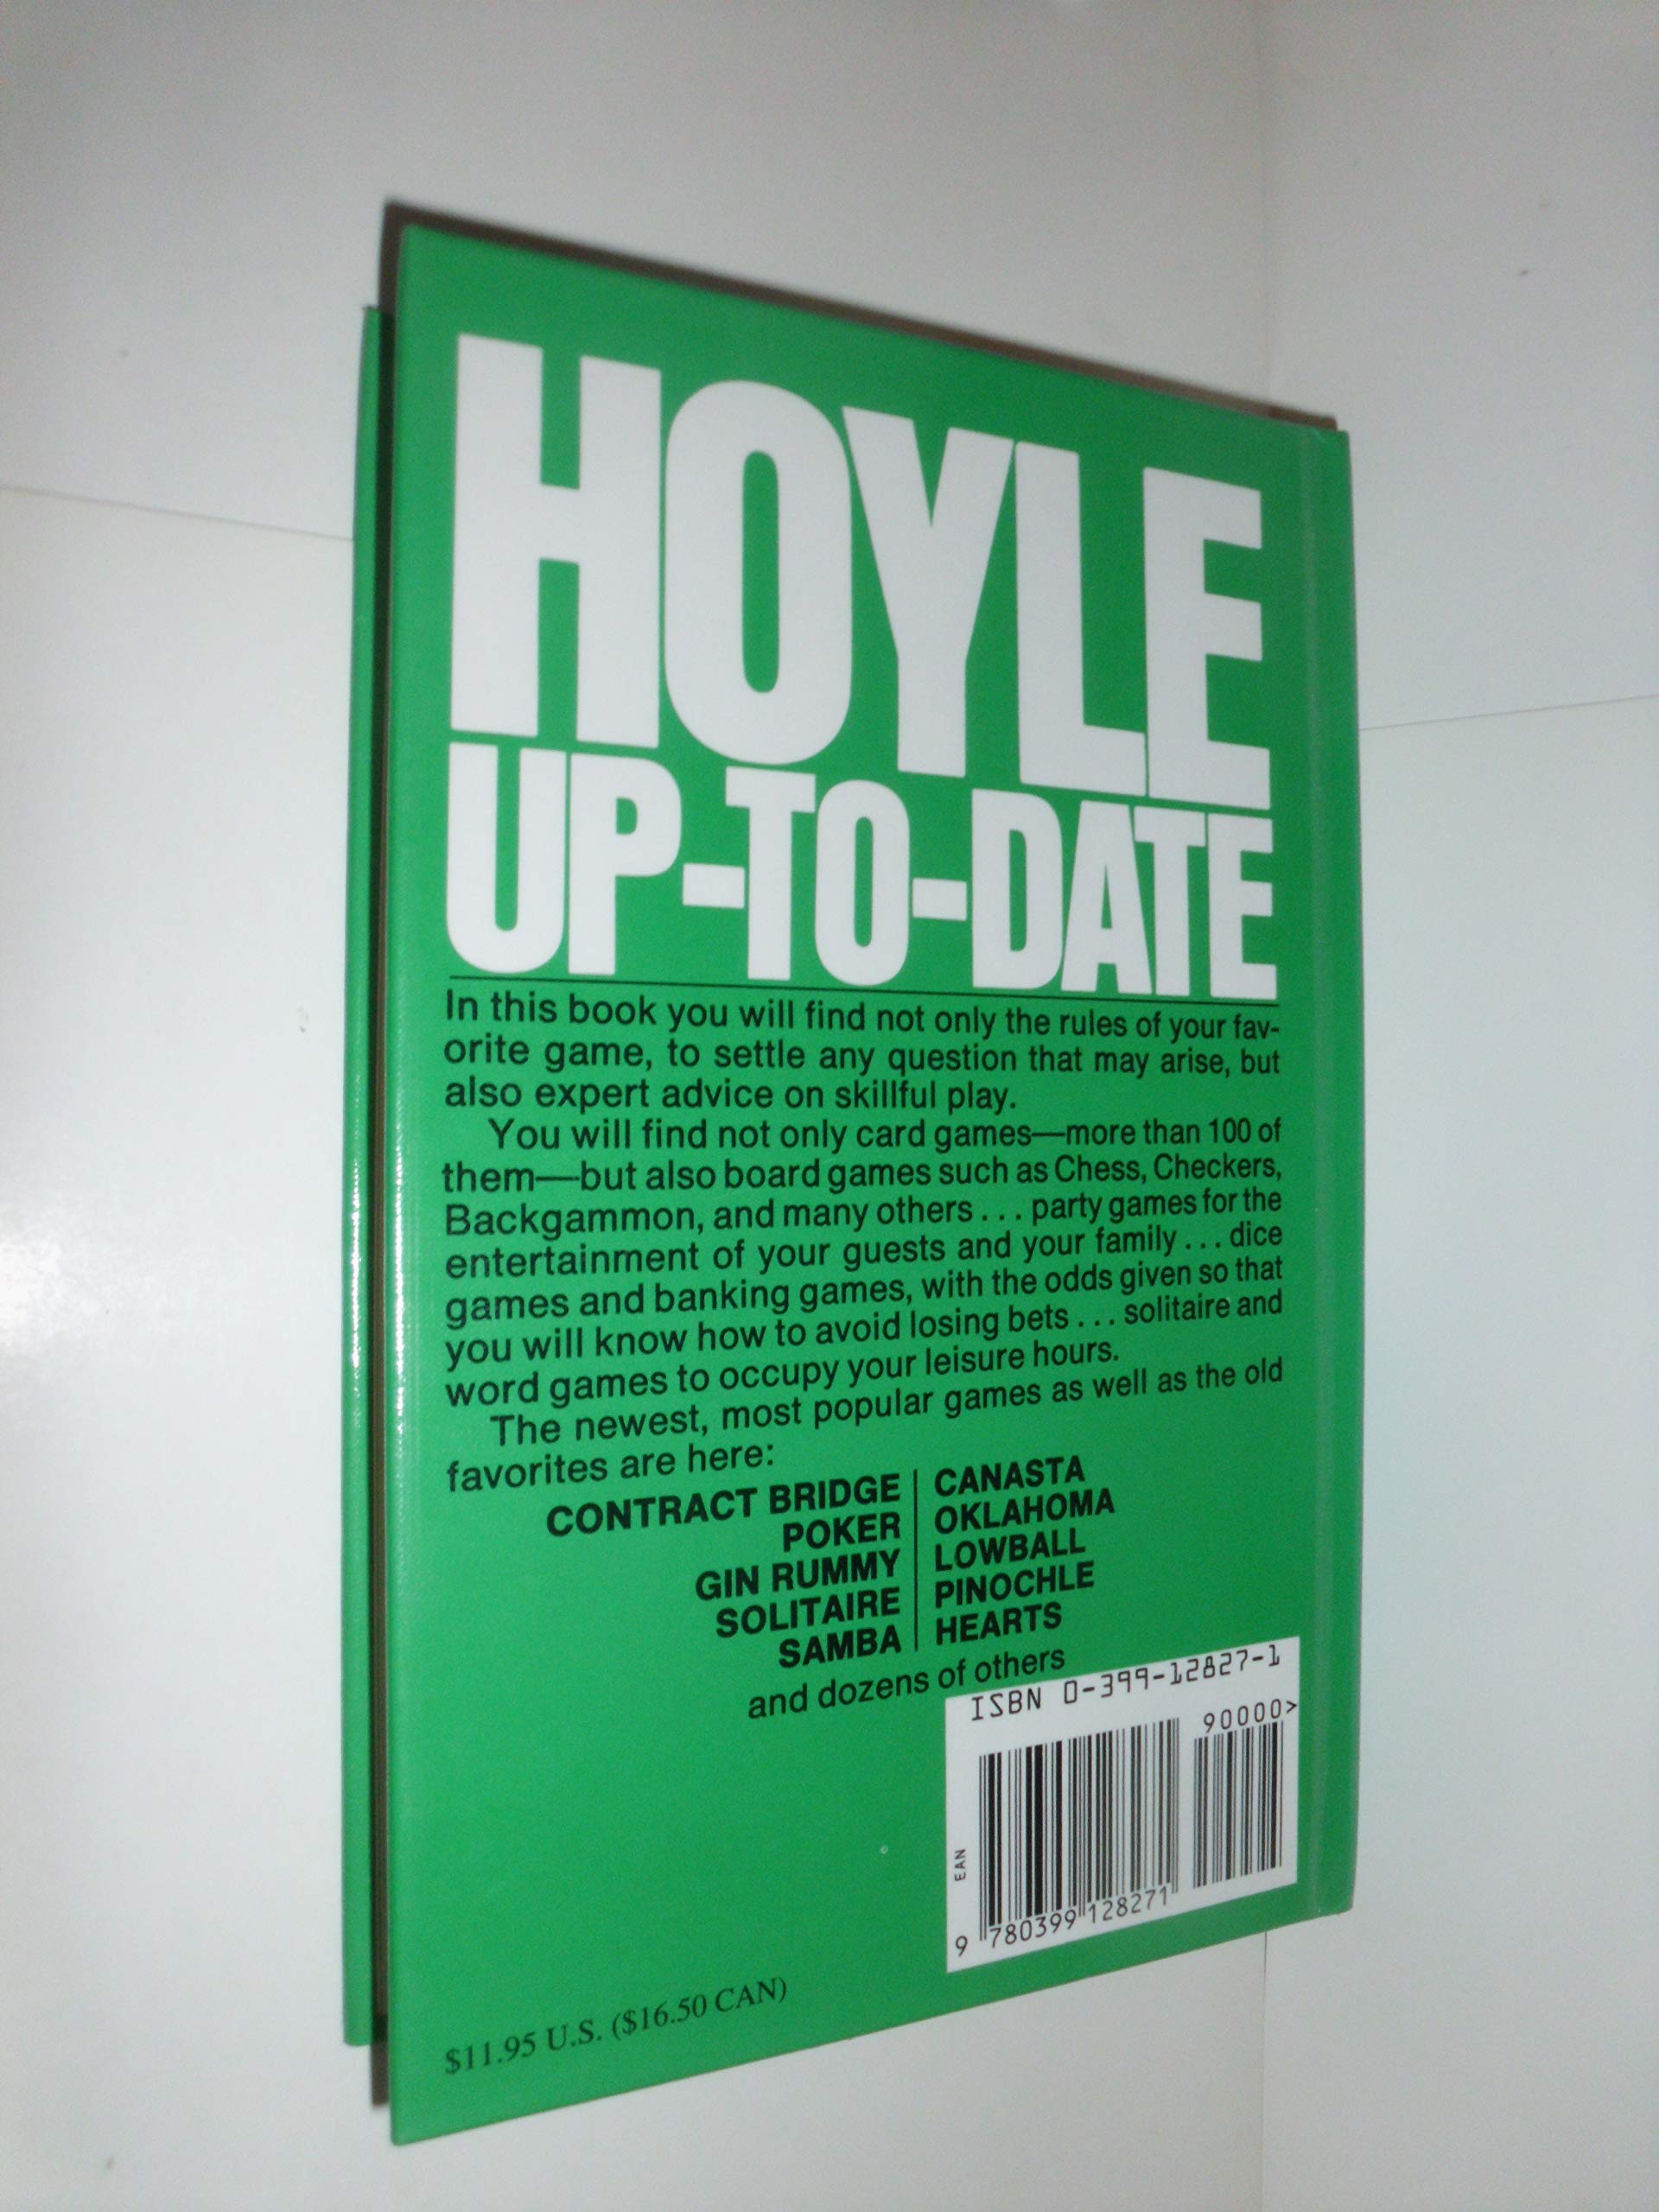 HOYLE
UP-TO-DATE
In this book you will find not only the rules of your fav-
orite game, to settle any question that may arise, but
also expert advice on skillful play.
You will find not only card games—more than 100 of
them—but also board games such as Chess, Checkers,
Backgammon, and many others . . . party games for the
entertainment of your guests and your family . . . dice
games and banking games, with the odds given so that
you will know how to avoid losing bets . . . solitaire and
word games to occupy your leisure hours.
The newest, most popular games as well as the old
favorites are here:
CONTRACT BRIDGE
POKER
GIN RUMMY
SOLITAIRE
SAMBA
CANASTA
OKLAHOMA
LOWBALL
PINOCHLE
HEARTS
and dozens of others
ISBN 0-399-12827-1
90000>
EAN
9 780399 128271
$11.95 U.S. ($16.50 CAN)